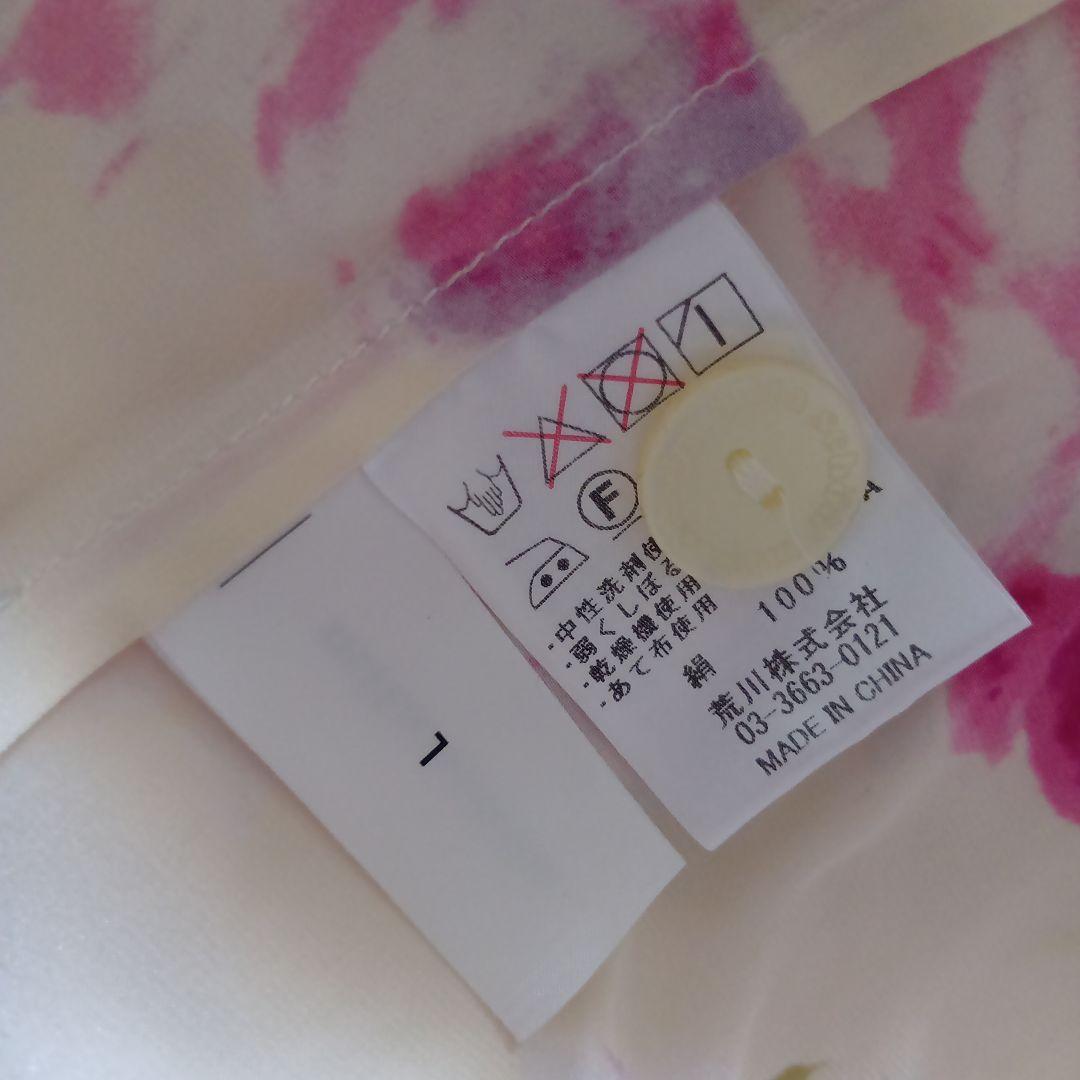 F
A
・中性洗剤使
・弱くしぼる
・乾燥機使用
・あて布使用
絹 100%
荒川株式会社
03-3663-0121
MADE IN CHINA
L